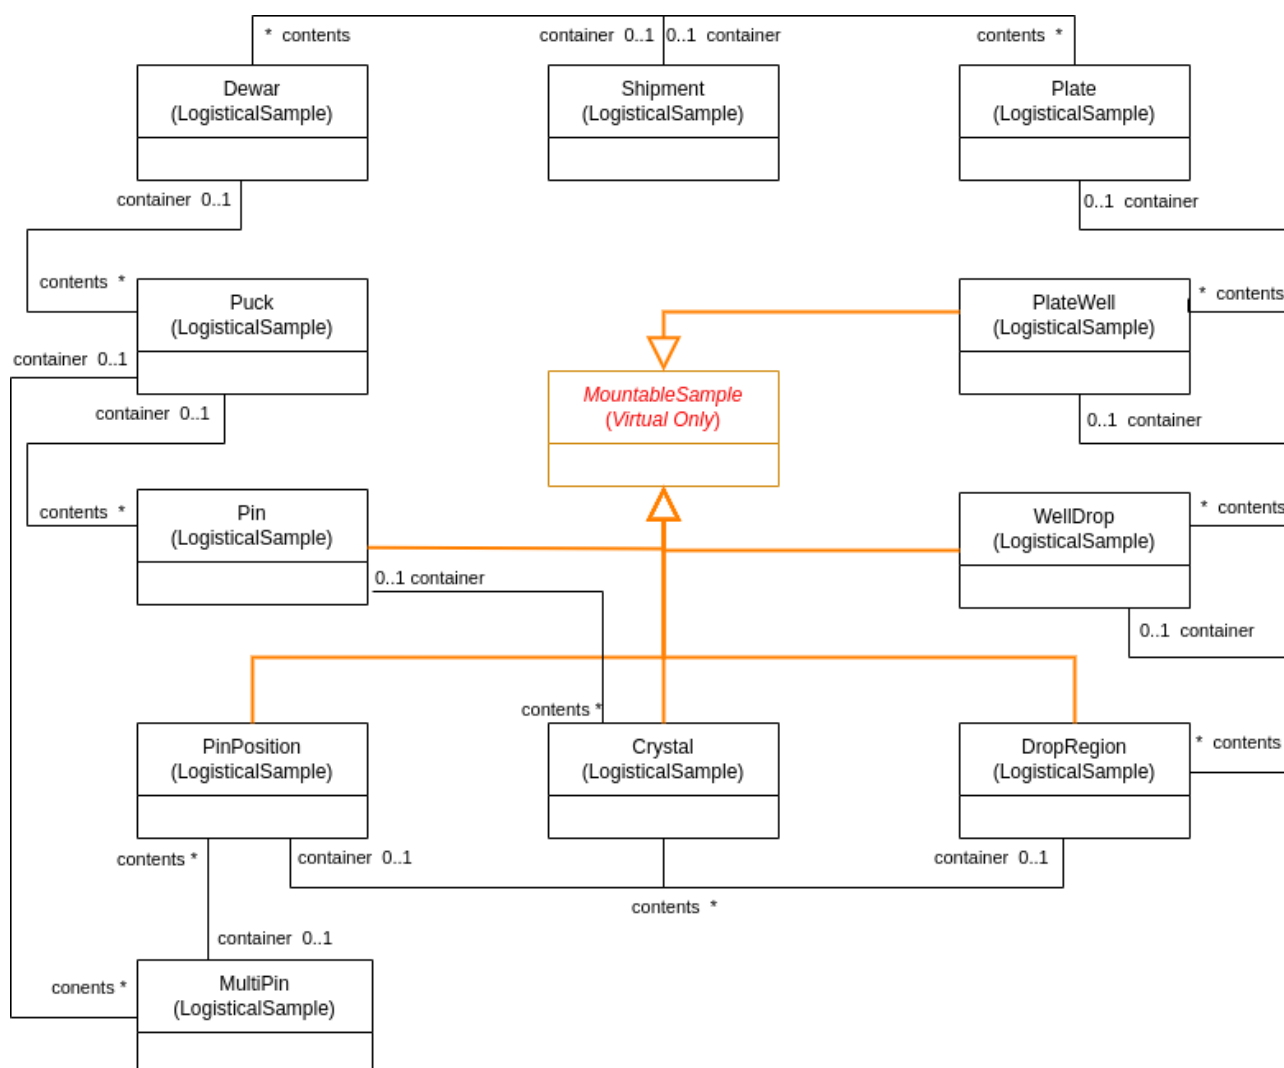 * contents
container 0..1
0..1 container
contents *
Dewar
(LogisticalSample)
Shipment
(LogisticalSample)
Plate
(LogisticalSample)
container 0..1
0..1 container
contents *
Puck
(LogisticalSample)
PlateWell
(LogisticalSample)
* contents
container 0..1
container 0..1
MountableSample
(Virtual Only)
0..1 container
contents *
Pin
(LogisticalSample)
WellDrop
(LogisticalSample)
* contents
0..1 container
0..1 container
contents *
PinPosition
(LogisticalSample)
Crystal
(LogisticalSample)
DropRegion
(LogisticalSample)
* contents
contents *
container 0..1
container 0..1
contents *
container 0..1
conents *
MultiPin
(LogisticalSample)